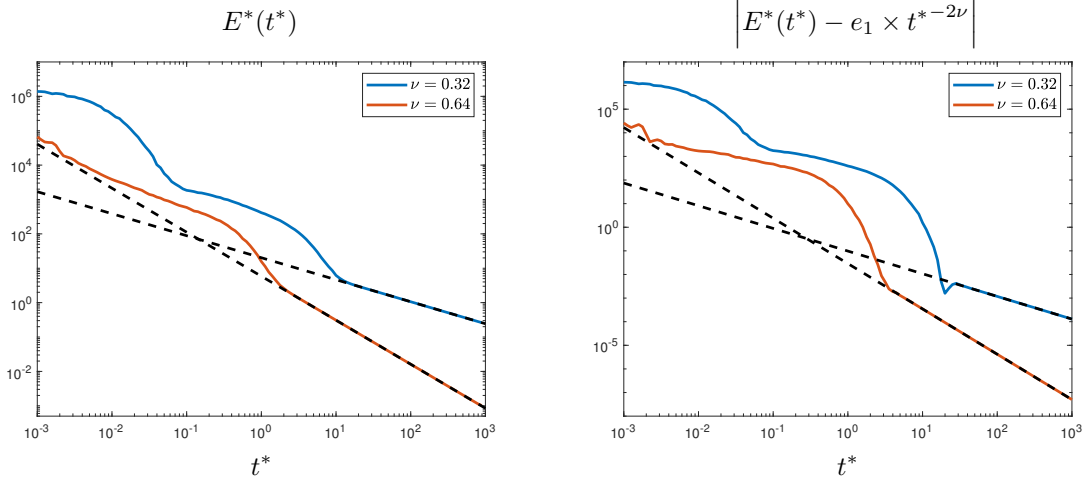 E*(t*)
ν = 0.32
ν = 0.64
10⁶
10⁴
10²
10⁰
10⁻²
10⁻³ 10⁻² 10⁻¹ 10⁰ 10¹ 10² 10³
t*
|E*(t*) − e₁ × t*⁻²ᵛ|
ν = 0.32
ν = 0.64
10⁵
10⁰
10⁻⁵
10⁻³ 10⁻² 10⁻¹ 10⁰ 10¹ 10² 10³
t*